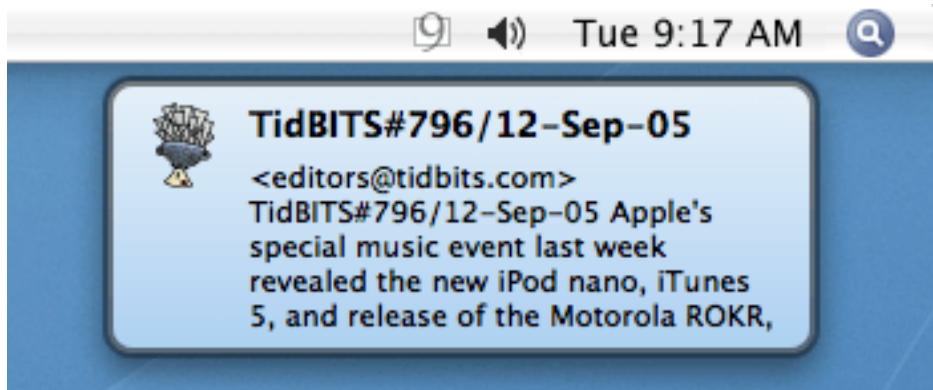 9 Tue 9:17 AM
TidBITS#796/12-Sep-05
<editors@tidbits.com>
TidBITS#796/12-Sep-05 Apple's
special music event last week
revealed the new iPod nano, iTunes
5, and release of the Motorola ROKR,